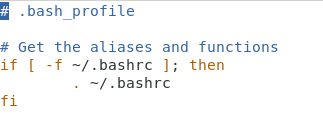 # .bash_profile
# Get the aliases and functions
if [ -f ~/.bashrc ]; then
        . ~/.bashrc
fi